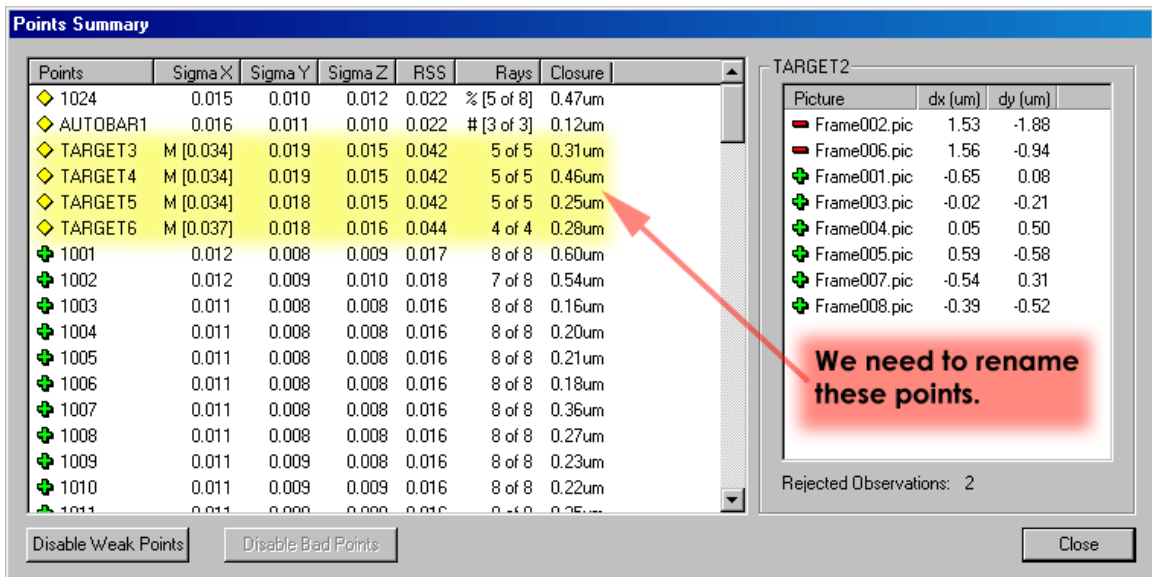 Points Summary
Points Sigma X Sigma Y Sigma Z RSS Rays Closure
1024 0.015 0.010 0.012 0.022 % [5 of 8] 0.47um
AUTOBAR1 0.016 0.011 0.010 0.022 # [3 of 3] 0.12um
TARGET3 M [0.034] 0.019 0.015 0.042 5 of 5 0.31um
TARGET4 M [0.034] 0.019 0.015 0.042 5 of 5 0.46um
TARGET5 M [0.034] 0.018 0.015 0.042 5 of 5 0.25um
TARGET6 M [0.037] 0.018 0.016 0.044 4 of 4 0.28um
1001 0.012 0.008 0.009 0.017 8 of 8 0.60um
1002 0.012 0.009 0.010 0.018 7 of 8 0.54um
1003 0.011 0.008 0.008 0.016 8 of 8 0.16um
1004 0.011 0.008 0.008 0.016 8 of 8 0.20um
1005 0.011 0.008 0.008 0.016 8 of 8 0.21um
1006 0.011 0.008 0.008 0.016 8 of 8 0.18um
1007 0.011 0.008 0.008 0.016 8 of 8 0.36um
1008 0.011 0.008 0.008 0.016 8 of 8 0.27um
1009 0.011 0.009 0.008 0.016 8 of 8 0.23um
1010 0.011 0.009 0.009 0.016 8 of 8 0.22um
TARGET2
Picture dx (um) dy (um)
Frame002.pic 1.53 -1.88
Frame006.pic 1.56 -0.94
Frame001.pic -0.65 0.08
Frame003.pic -0.02 -0.21
Frame004.pic 0.05 0.50
Frame005.pic 0.59 -0.58
Frame007.pic -0.54 0.31
Frame008.pic -0.39 -0.52
We need to rename
these points.
Rejected Observations: 2
Disable Weak Points
Disable Bad Points
Close